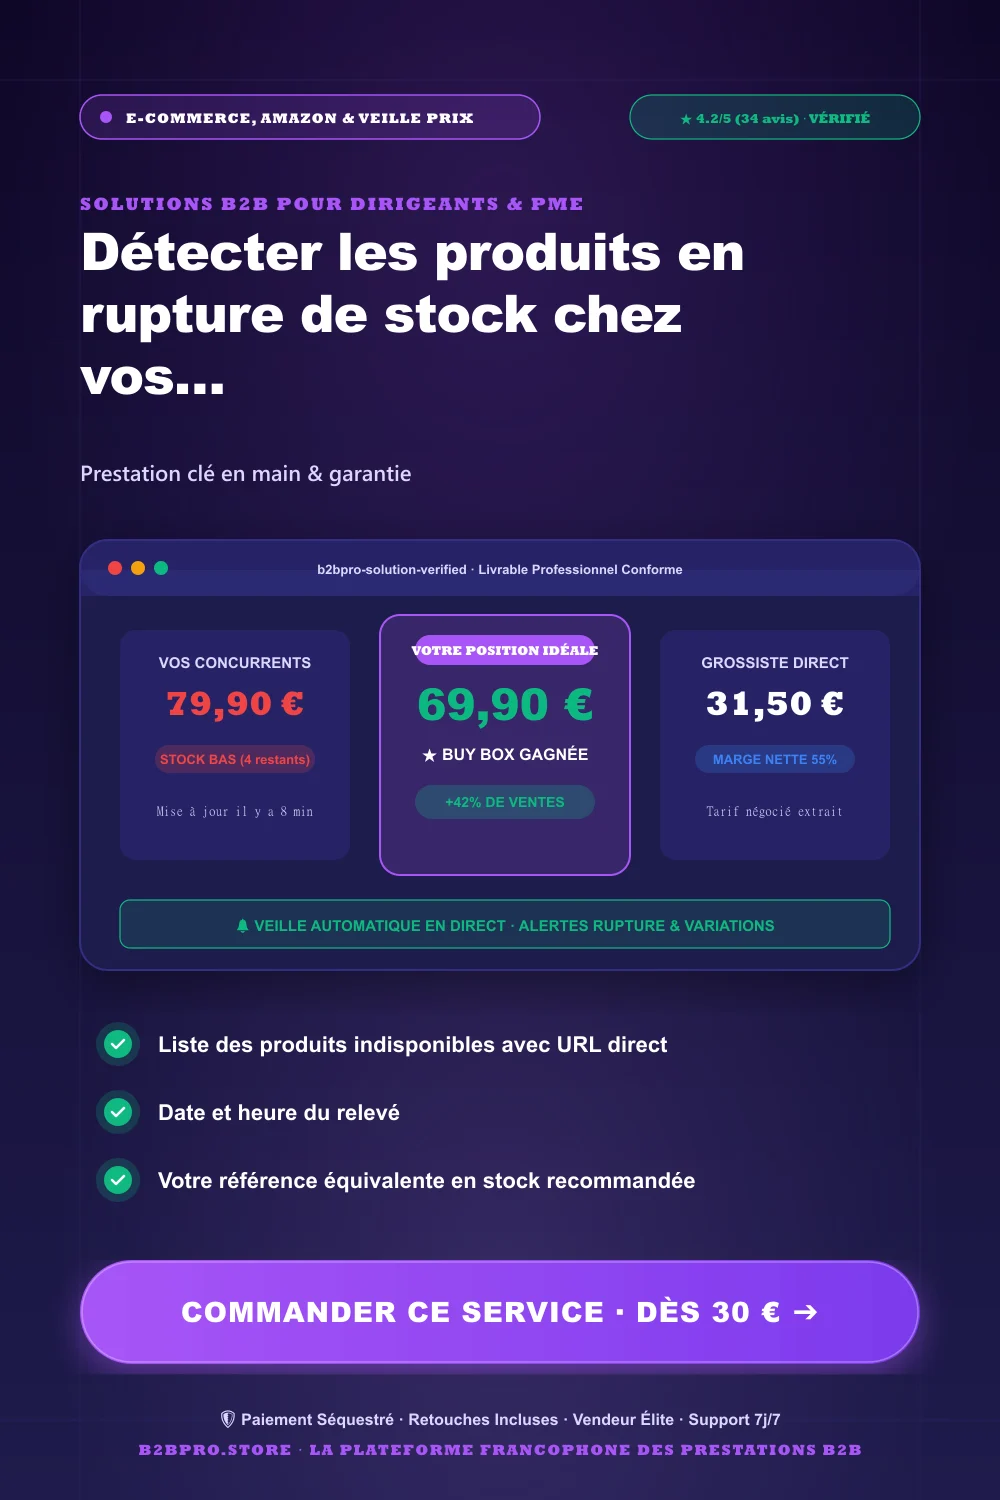 E-COMMERCE, AMAZON & VEILLE PRIX
★ 4.2/5 (34 avis) · VÉRIFIÉ
SOLUTIONS B2B POUR DIRIGEANTS & PME
Détecter les produits en
rupture de stock chez
vos...
Prestation clé en main & garantie
b2bpro-solution-verified · Livrable Professionnel Conforme
VOS CONCURRENTS
79,90 €
STOCK BAS (4 restants)
Mise à jour il y a 8 min
VOTRE POSITION IDÉALE
69,90 €
★ BUY BOX GAGNÉE
+42% DE VENTES
GROSSISTE DIRECT
31,50 €
MARGE NETTE 55%
Tarif négocié extrait
🔔 VEILLE AUTOMATIQUE EN DIRECT · ALERTES RUPTURE & VARIATIONS
Liste des produits indisponibles avec URL direct
Date et heure du relevé
Votre référence équivalente en stock recommandée
COMMANDER CE SERVICE · DÈS 30 € ➔
🛡 Paiement Séquestré · Retouches Incluses · Vendeur Élite · Support 7j/7
B2BPRO.STORE · LA PLATEFORME FRANCOPHONE DES PRESTATIONS B2B